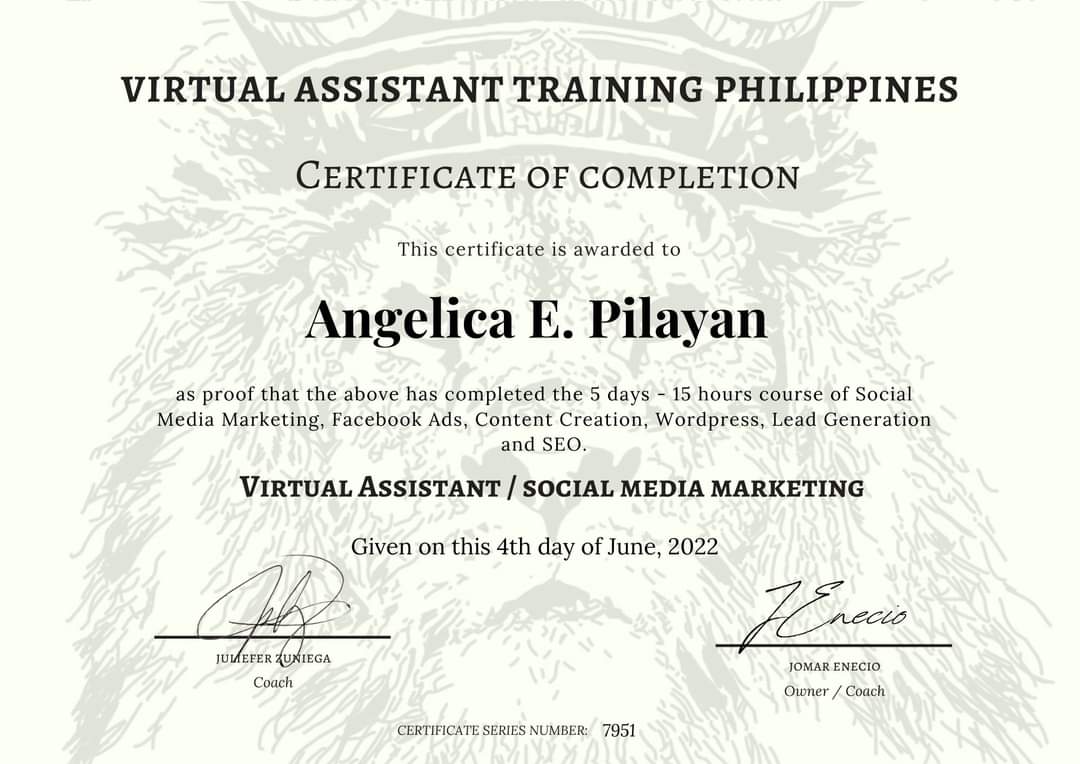 VIRTUAL ASSISTANT TRAINING PHILIPPINES
CERTIFICATE OF COMPLETION
This certificate is awarded to
Angelica E. Pilayan
as proof that the above has completed the 5 days - 15 hours course of Social
Media Marketing, Facebook Ads, Content Creation, Wordpress, Lead Generation
and SEO.
VIRTUAL ASSISTANT / SOCIAL MEDIA MARKETING
Given on this 4th day of June, 2022
JEnecio
JULIEFER ZUNIEGA
Coach
JOMAR ENECIO
Owner / Coach
CERTIFICATE SERIES NUMBER: 7951